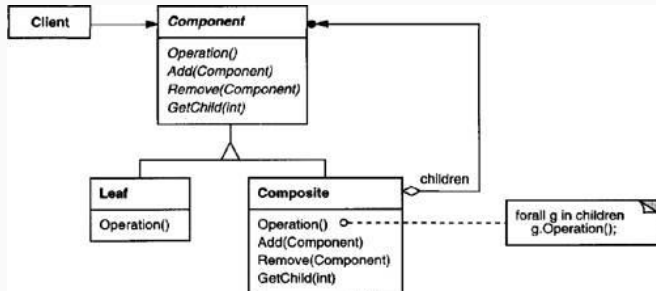 Client
Component
Operation()
Add(Component)
Remove(Component)
GetChild(int)
Leaf
Operation()
Composite
Operation()
Add(Component)
Remove(Component)
GetChild(int)
children
forall g in children
g.Operation();